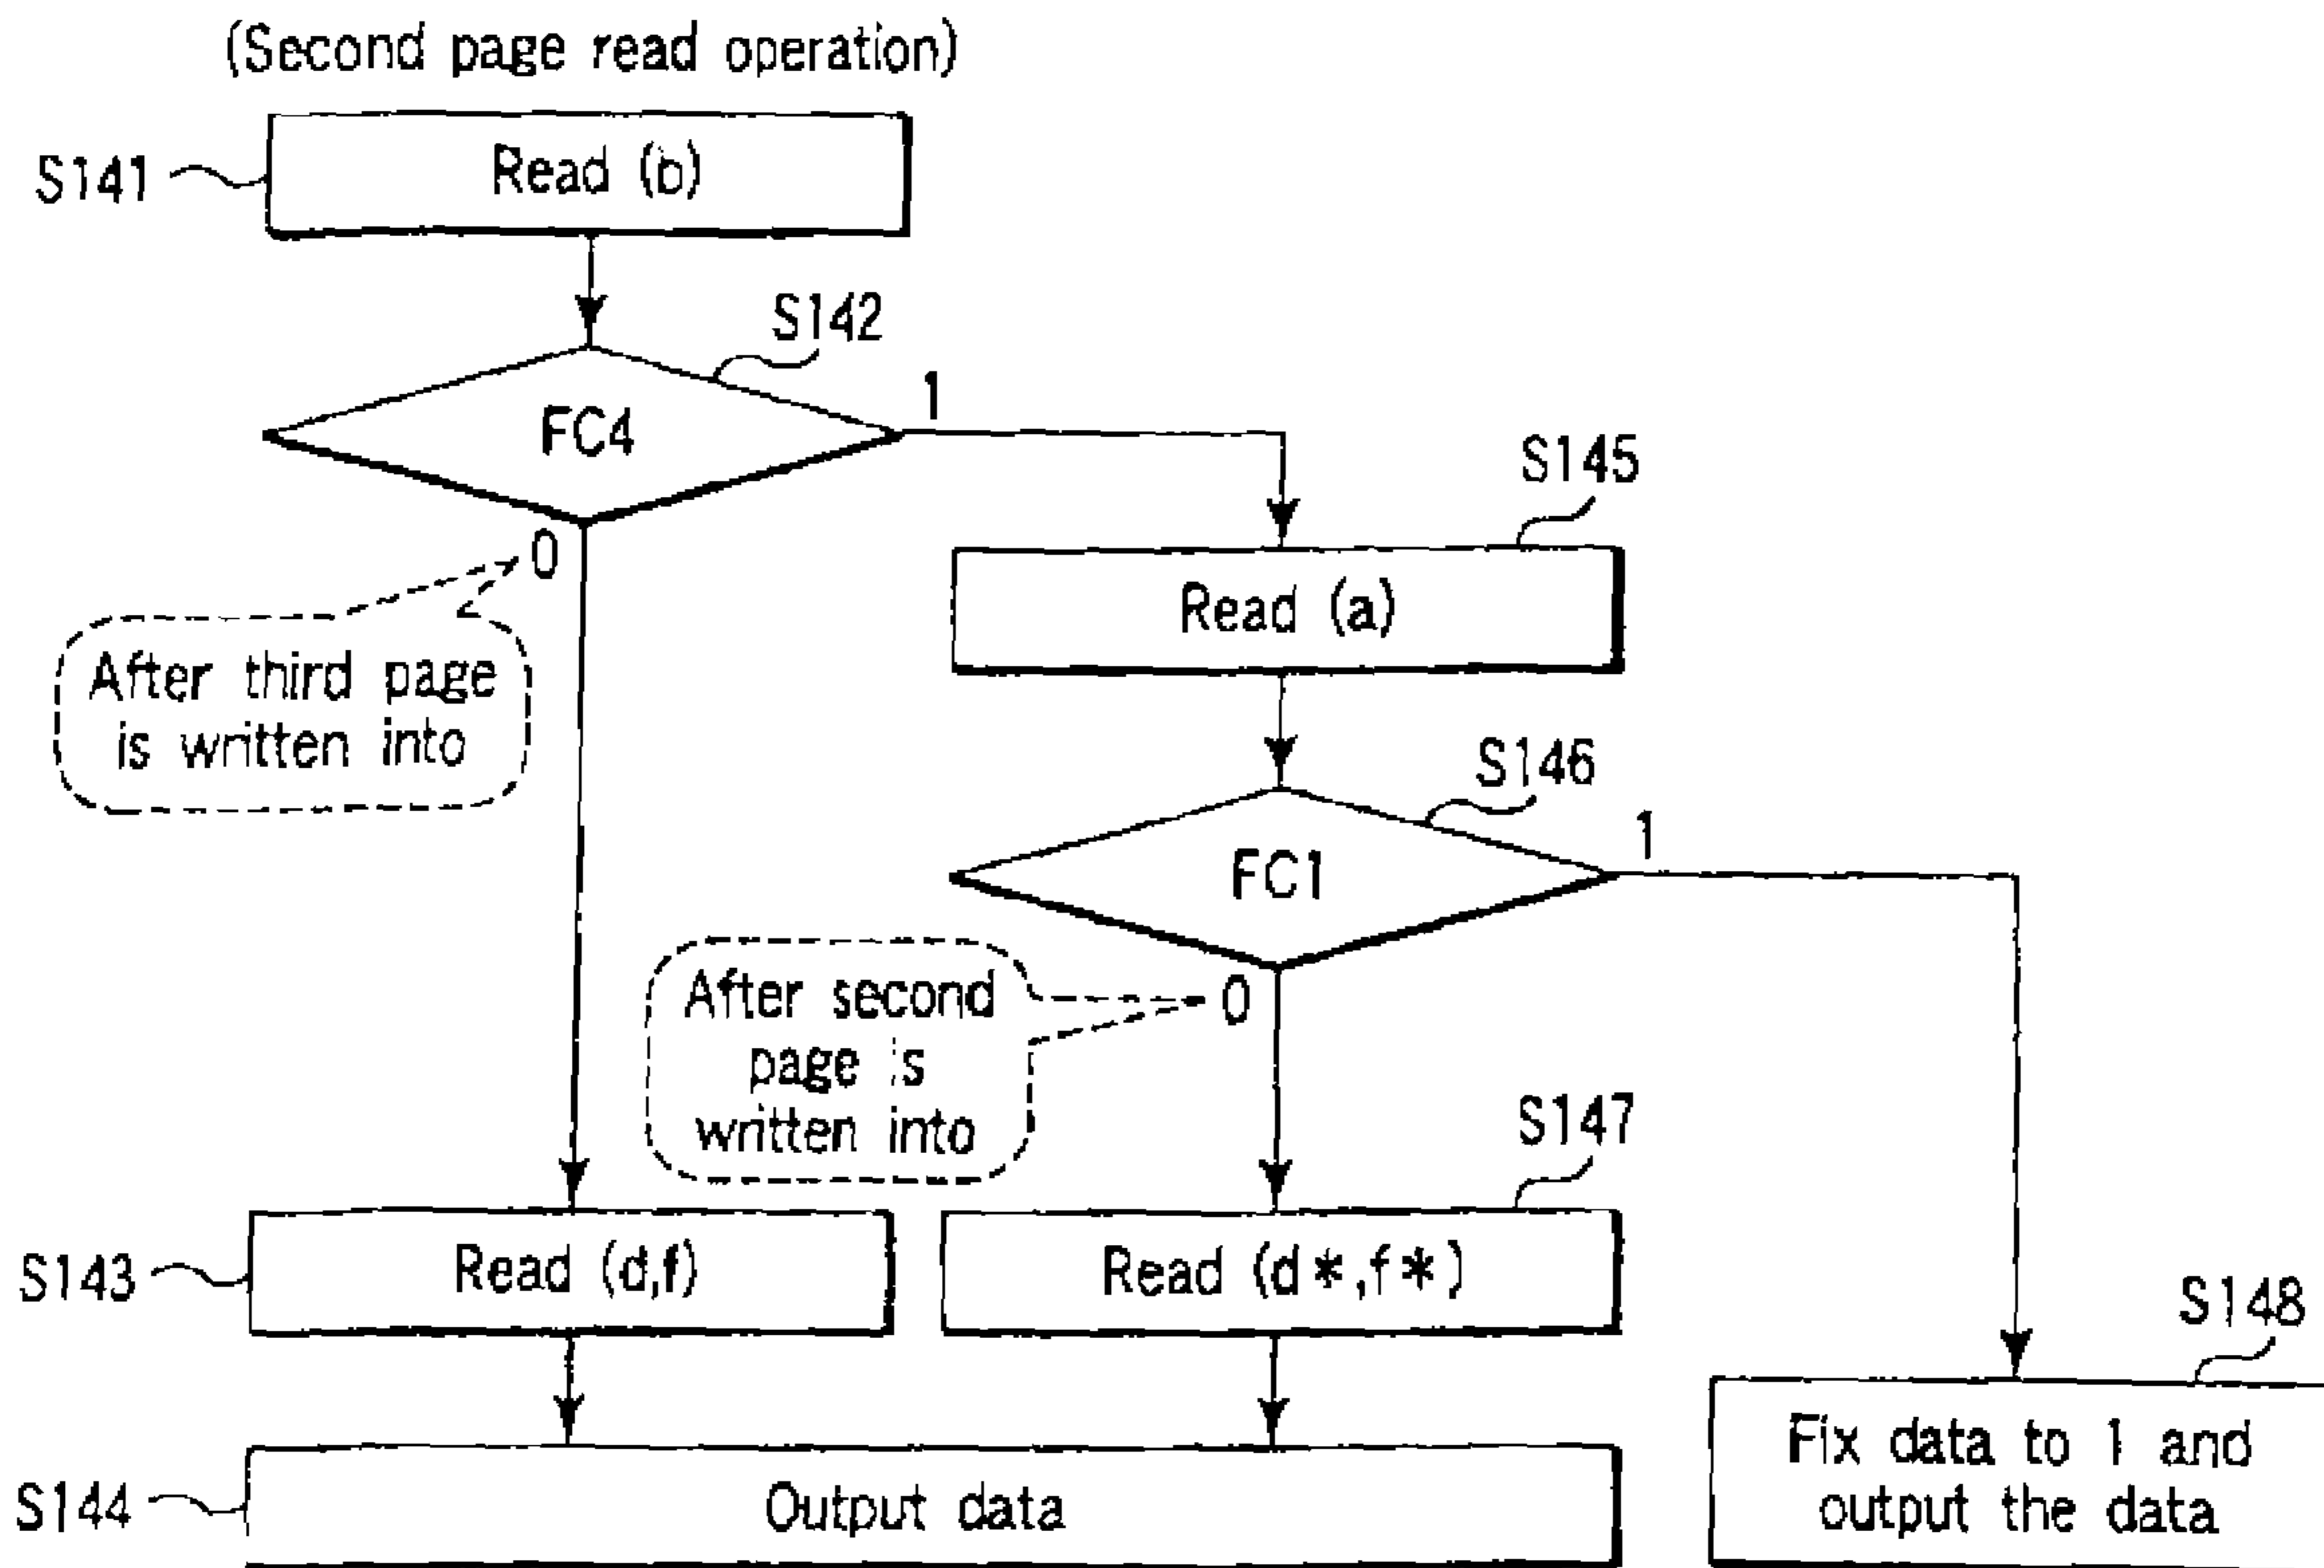 (Second page read operation)
S141
Read (b)
S142
FC4
1
0
S145
Read (a)
After third page
is written into
S146
FC1
1
0
After second
page is
written into
S147
S143
Read (d,f)
Read (d*,f*)
S148
Fix data to 1 and
output the data
S144
Output data